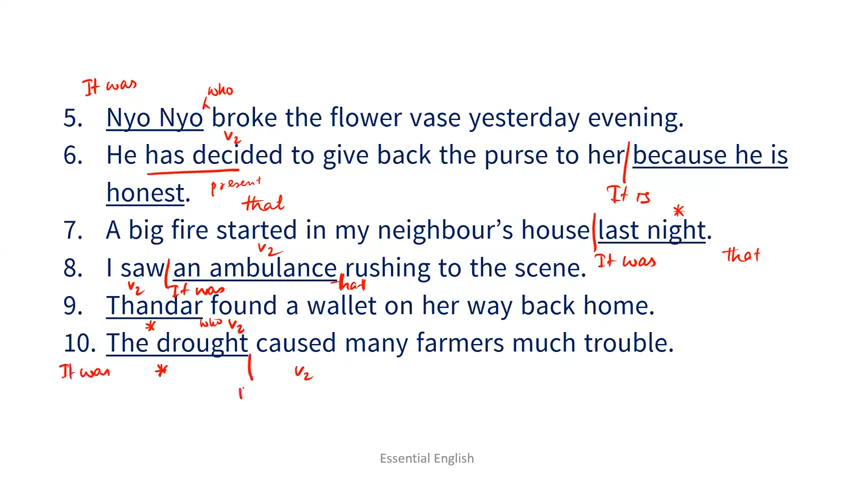 It was who
5. Nyo Nyo broke the flower vase yesterday evening.
v2
6. He has decided to give back the purse to her because he is
honest. present It is
that *
7. A big fire started in my neighbour's house last night.
v2 It was that
8. I saw an ambulance rushing to the scene.
v2 It was that
9. Thandar found a wallet on her way back home.
* who v2
10. The drought caused many farmers much trouble.
It was * v2
Essential English